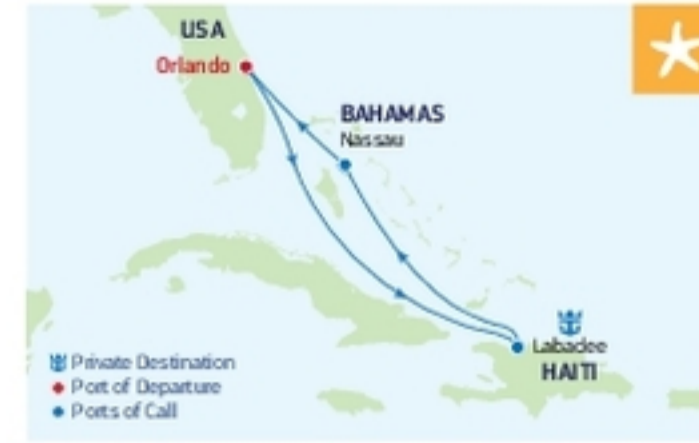 USA
Orlando
BAHAMAS
Nassau
Labadee
HAITI
Private Destination
Port of Departure
Ports of Call